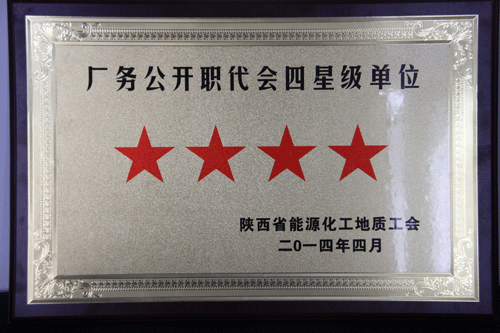 厂务公开职代会四星级单位
陕西省能源化工地质工会
二0一四年四月